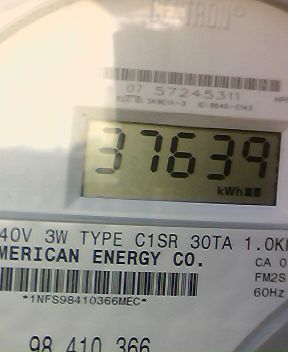 CENTRON®
07 57245311
37639
kWh
40V 3W TYPE C1SR 30TA 1.0K
MERICAN ENERGY CO.
CA 0
FM2S
60Hz
*1NFS98410366MEC*
98 410 366